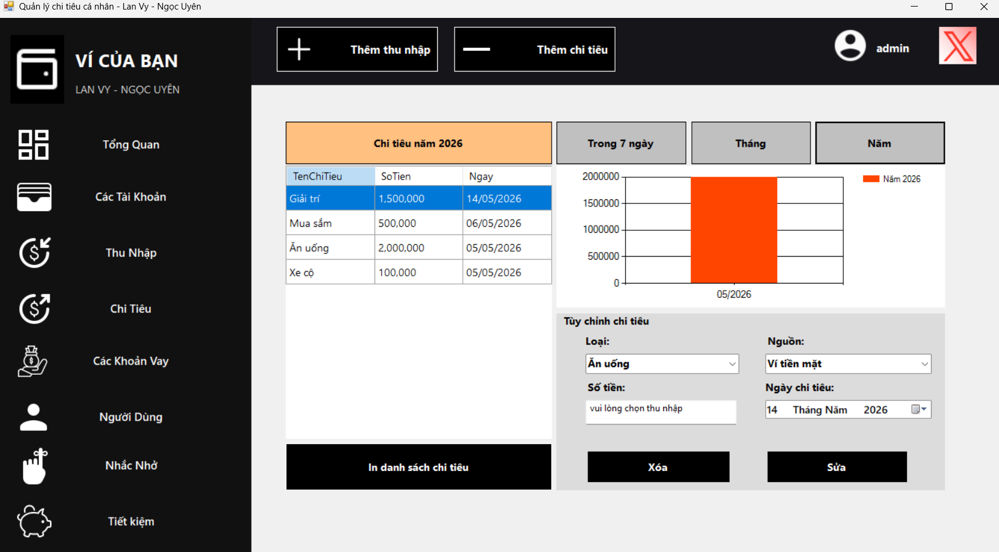 Quản lý chi tiêu cá nhân - Lan Vy - Ngọc Uyên
VÍ CỦA BẠN
LAN VY - NGỌC UYÊN
Tổng Quan
Các Tài Khoản
Thu Nhập
Chi Tiêu
Các Khoản Vay
Người Dùng
Nhắc Nhở
Tiết kiệm
Thêm thu nhập
Thêm chi tiêu
admin
Chi tiêu năm 2026
Trong 7 ngày
Tháng
Năm
TenChiTieu SoTien Ngay
Giải trí 1,500,000 14/05/2026
Mua sắm 500,000 06/05/2026
Ăn uống 2,000,000 05/05/2026
Xe cộ 100,000 05/05/2026
In danh sách chi tiêu
2000000
1500000
1000000
500000
0
05/2026
Năm 2026
Tùy chỉnh chi tiêu
Loại: Nguồn:
Ăn uống Ví tiền mặt
Số tiền: Ngày chi tiêu:
vui lòng chọn thu nhập 14 Tháng Năm 2026
Xóa Sửa